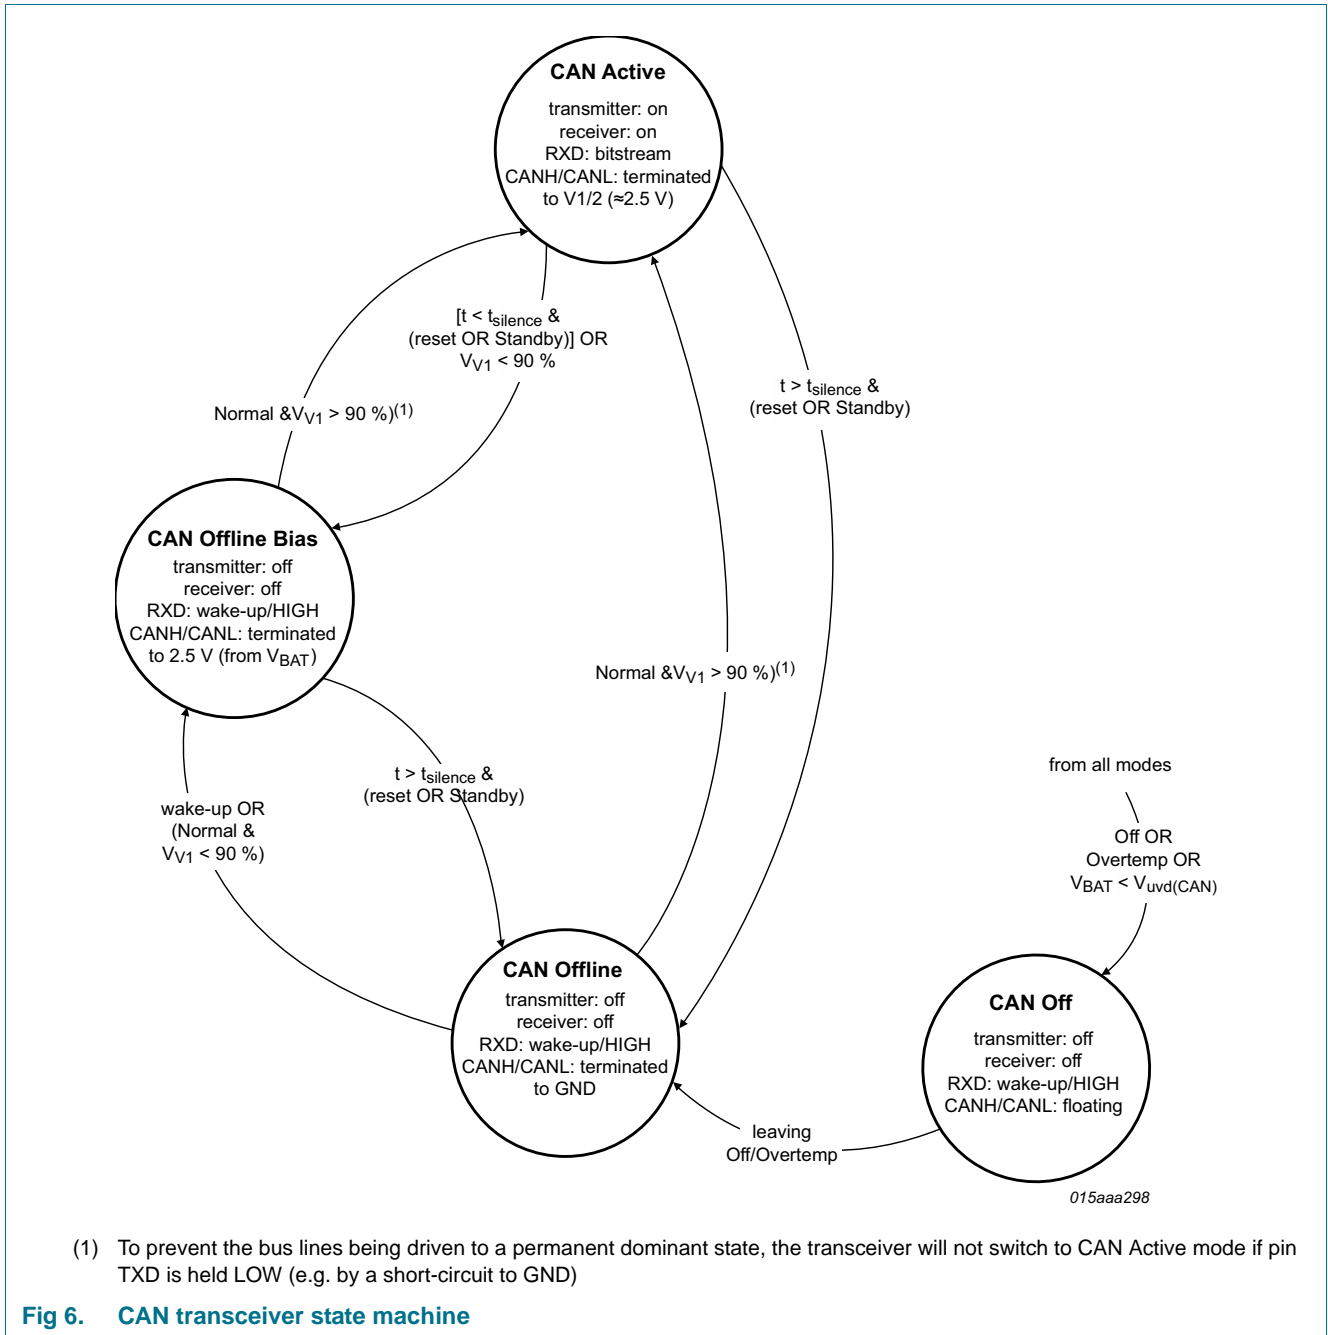 CAN Active
transmitter: on
receiver: on
RXD: bitstream
CANH/CANL: terminated
to V1/2 (≈2.5 V)
[t < tsilence &
(reset OR Standby)] OR
VV1 < 90 %
t > tsilence &
(reset OR Standby)
Normal &VV1 > 90 %)(1)
CAN Offline Bias
transmitter: off
receiver: off
RXD: wake-up/HIGH
CANH/CANL: terminated
to 2.5 V (from VBAT)
Normal &VV1 > 90 %)(1)
t > tsilence &
(reset OR Standby)
wake-up OR
(Normal &
VV1 < 90 %)
from all modes
Off OR
Overtemp OR
VBAT < Vuvd(CAN)
CAN Offline
transmitter: off
receiver: off
RXD: wake-up/HIGH
CANH/CANL: terminated
to GND
CAN Off
transmitter: off
receiver: off
RXD: wake-up/HIGH
CANH/CANL: floating
leaving
Off/Overtemp
015aaa298
(1) To prevent the bus lines being driven to a permanent dominant state, the transceiver will not switch to CAN Active mode if pin
TXD is held LOW (e.g. by a short-circuit to GND)
Fig 6. CAN transceiver state machine